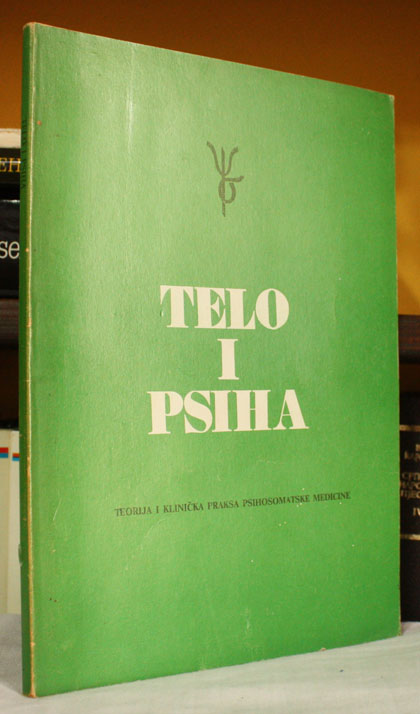 TELO
I
PSIHA
TEORIJA I KLINIČKA PRAKSA PSIHOSOMATSKE MEDICINE